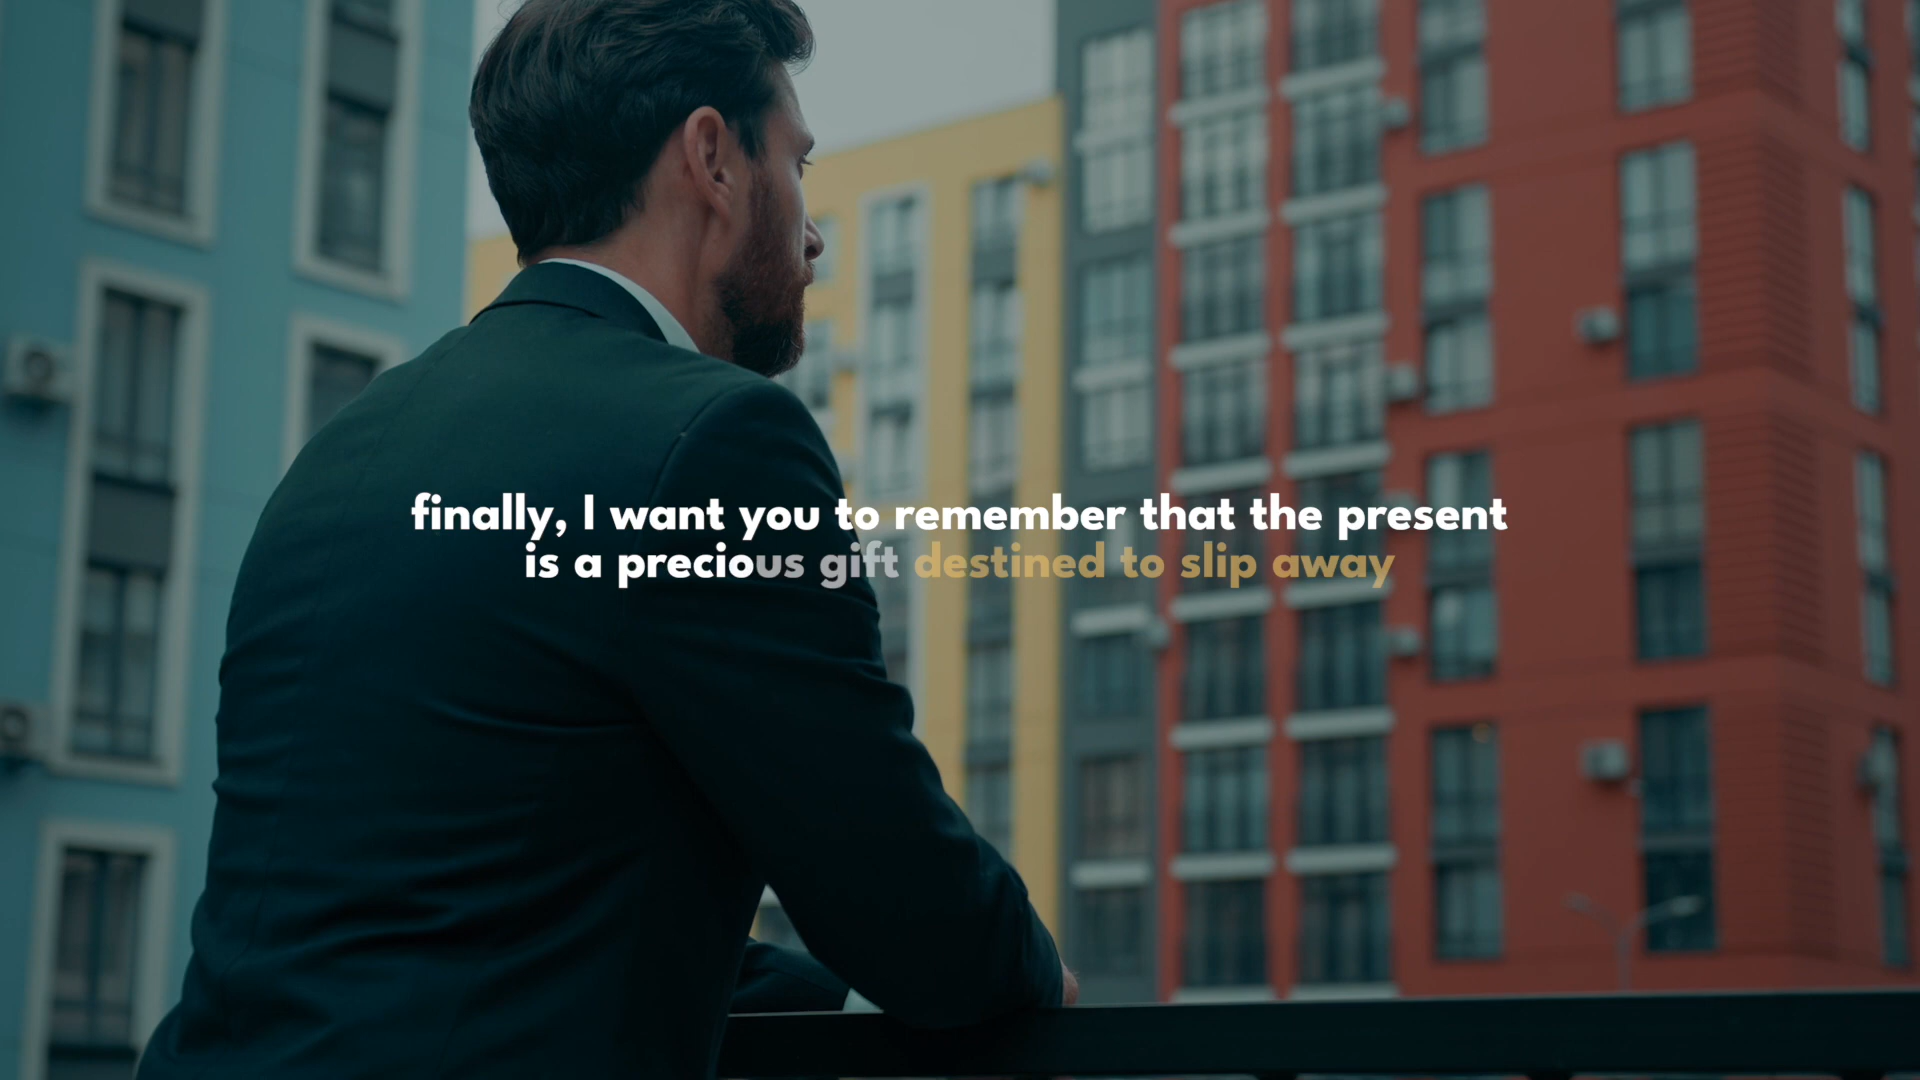 finally, I want you to remember that the present
is a precious gift destined to slip away